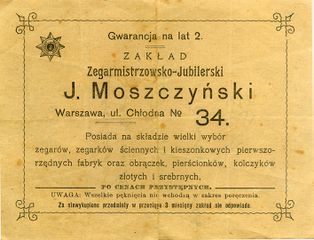 Gwarancja na lat 2.
ZAKŁAD
Zegarmistrzowsko-Jubilerski
J. Moszczyński
Warszawa, ul. Chłodna № 34.
Posiada na składzie wielki wybór
zegarów, zegarków ściennych i kieszonkowych pierwszo-
rzędnych fabryk oraz obrączek, pierścionków, kolczyków
złotych i srebrnych,
PO CENACH PRZYSTĘPNYCH.
UWAGA: Wszelkie pęknięcia nie wchodzą w zakres poręczenia.
Za niewykupione przedmioty w przeciągu 3 miesięcy zakład nie odpowiada.